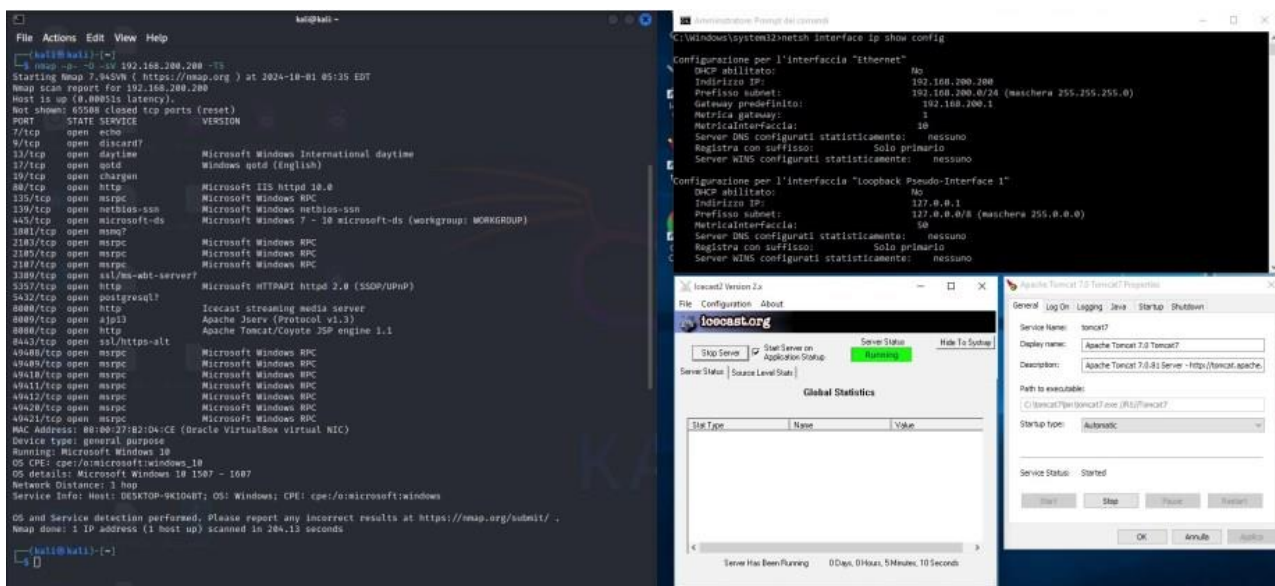 kali@kali: ~
File Actions Edit View Help
(kali㉿kali)-[~]
$ nmap -p- -O -sV 192.168.200.200 -T5
Starting Nmap 7.94SVN ( https://nmap.org ) at 2024-10-01 05:35 EDT
Nmap scan report for 192.168.200.200
Host is up (0.00051s latency).
Not shown: 65508 closed tcp ports (reset)
PORT STATE SERVICE VERSION
7/tcp open echo
9/tcp open discard?
13/tcp open daytime Microsoft Windows International daytime
17/tcp open qotd Windows qotd (English)
19/tcp open chargen
80/tcp open http Microsoft IIS httpd 10.0
135/tcp open msrpc Microsoft Windows RPC
139/tcp open netbios-ssn Microsoft Windows netbios-ssn
445/tcp open microsoft-ds Microsoft Windows 7 - 10 microsoft-ds (workgroup: WORKGROUP)
1801/tcp open msmq?
2103/tcp open msrpc Microsoft Windows RPC
2105/tcp open msrpc Microsoft Windows RPC
2107/tcp open msrpc Microsoft Windows RPC
3389/tcp open ssl/ms-wbt-server?
5357/tcp open http Microsoft HTTPAPI httpd 2.0 (SSDP/UPnP)
5432/tcp open postgresql?
8000/tcp open http Icecast streaming media server
8009/tcp open ajp13 Apache Jserv (Protocol v1.3)
8080/tcp open http Apache Tomcat/Coyote JSP engine 1.1
8443/tcp open ssl/https-alt
49408/tcp open msrpc Microsoft Windows RPC
49409/tcp open msrpc Microsoft Windows RPC
49410/tcp open msrpc Microsoft Windows RPC
49411/tcp open msrpc Microsoft Windows RPC
49412/tcp open msrpc Microsoft Windows RPC
49420/tcp open msrpc Microsoft Windows RPC
49421/tcp open msrpc Microsoft Windows RPC
MAC Address: 08:00:27:B2:D4:CE (Oracle VirtualBox virtual NIC)
Device type: general purpose
Running: Microsoft Windows 10
OS CPE: cpe:/o:microsoft:windows_10
OS details: Microsoft Windows 10 1507 - 1607
Network Distance: 1 hop
Service Info: Host: DESKTOP-9K1O4BT; OS: Windows; CPE: cpe:/o:microsoft:windows
OS and Service detection performed. Please report any incorrect results at https://nmap.org/submit/ .
Nmap done: 1 IP address (1 host up) scanned in 204.13 seconds
(kali㉿kali)-[~]
$
Amministratore: Prompt dei comandi
C:\Windows\system32>netsh interface ip show config
Configurazione per l'interfaccia "Ethernet"
DHCP abilitato: No
Indirizzo IP: 192.168.200.200
Prefisso subnet: 192.168.200.0/24 (maschera 255.255.255.0)
Gateway predefinito: 192.168.200.1
Metrica gateway: 1
MetricaInterfaccia: 10
Server DNS configurati statisticamente: nessuno
Registra con suffisso: Solo primario
Server WINS configurati statisticamente: nessuno
Configurazione per l'interfaccia "Loopback Pseudo-Interface 1"
DHCP abilitato: No
Indirizzo IP: 127.0.0.1
Prefisso subnet: 127.0.0.0/8 (maschera 255.0.0.0)
MetricaInterfaccia: 50
Server DNS configurati statisticamente: nessuno
Registra con suffisso: Solo primario
Server WINS configurati statisticamente: nessuno
Icecast2 Version 2.x
File Configuration About
icecast.org
Stop Server
Start Server on Application Startup
Server Status
Running
Hide To Systray
Server Status Source Level Stats
Global Statistics
Stat Type Name Value
Server Has Been Running 0 Days, 0 Hours, 5 Minutes, 10 Seconds
Apache Tomcat 7.0 Tomcat7 Properties
General Log On Logging Java Startup Shutdown
Service Name: tomcat7
Display name: Apache Tomcat 7.0 Tomcat7
Description: Apache Tomcat 7.0.81 Server - http://tomcat.apache.
Path to executable:
C:\tomcat7\bin\tomcat7.exe //RS//Tomcat7
Startup type: Automatic
Service Status: Started
Start Stop Pause Restart
OK Annulla Applica